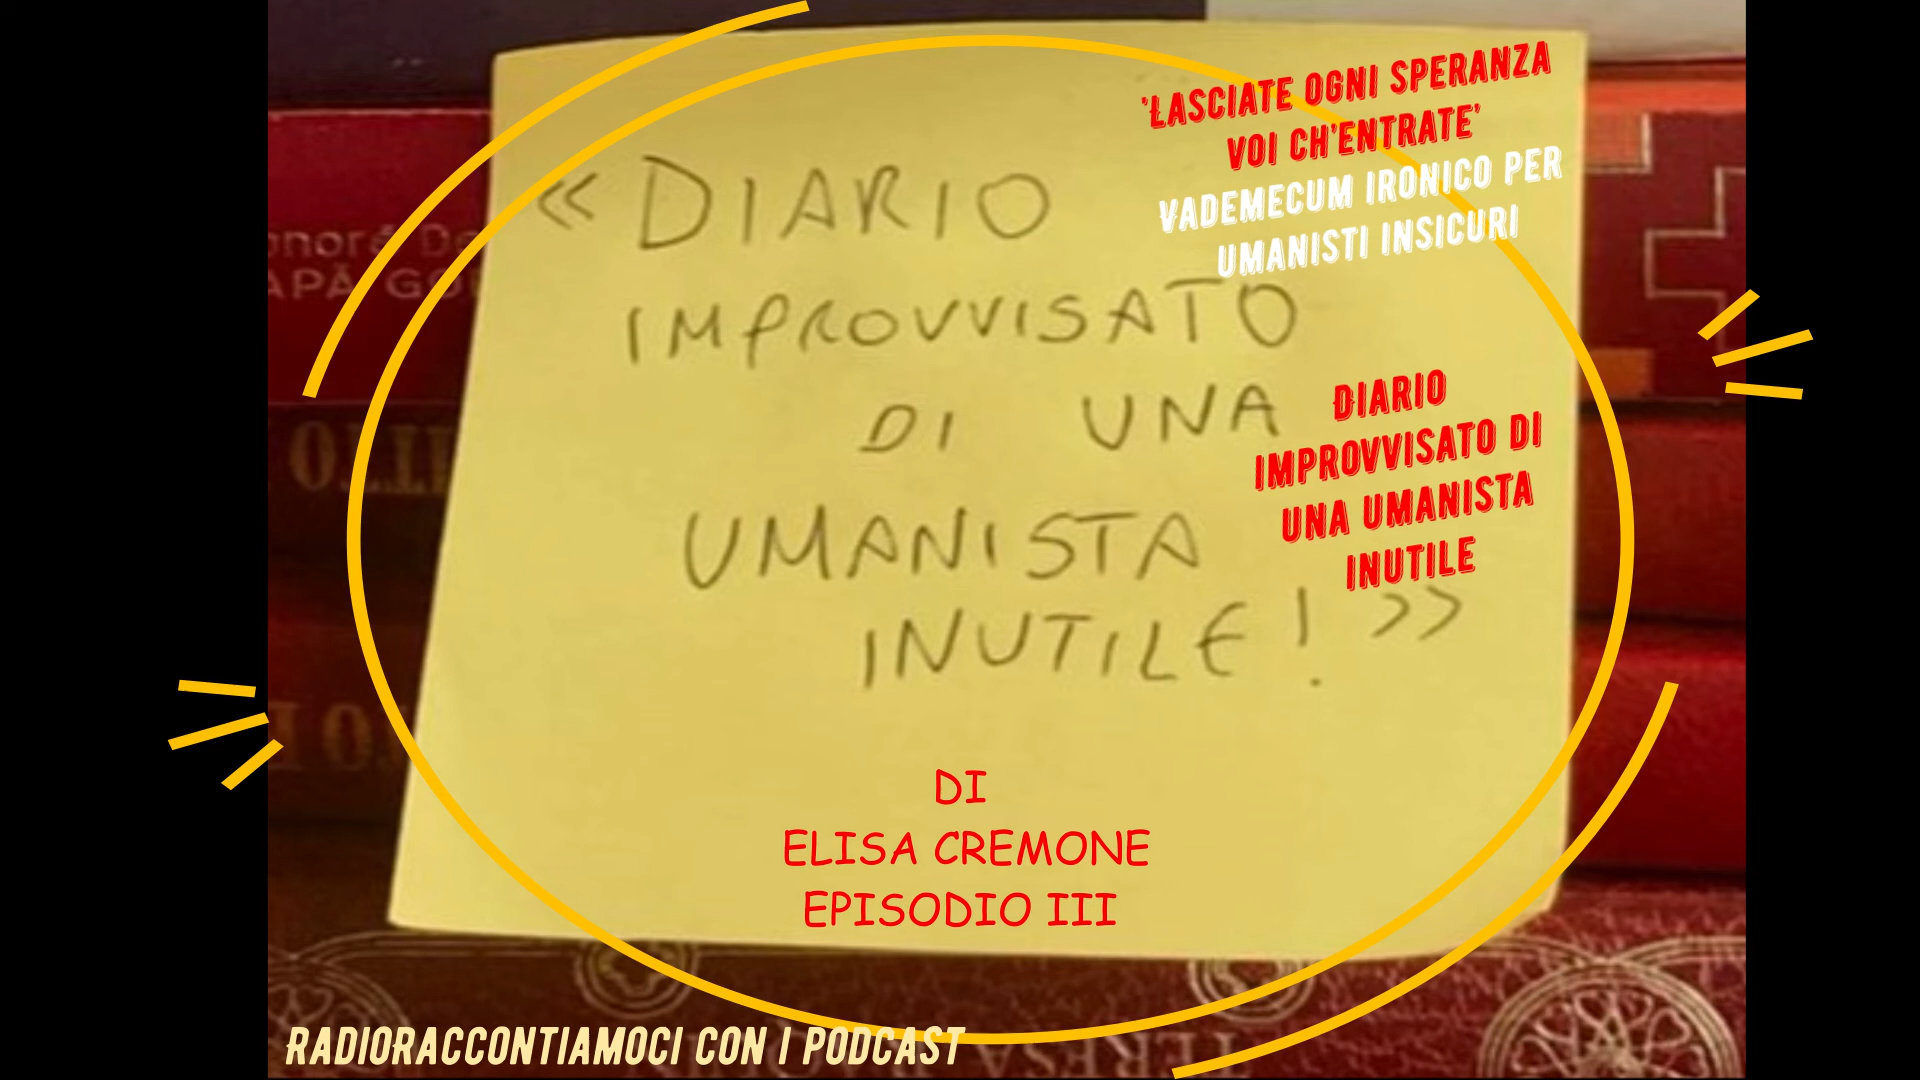 'LASCIATE OGNI SPERANZA
VOI CH'ENTRATE'
VADEMECUM IRONICO PER
UMANISTI INSICURI
« DIARIO
IMPROVVISATO
DI UNA
UMANISTA
INUTILE! »
DIARIO
IMPROVVISATO DI
UNA UMANISTA
INUTILE
DI
ELISA CREMONE
EPISODIO III
RADIORACCONTIAMOCI CON I PODCAST